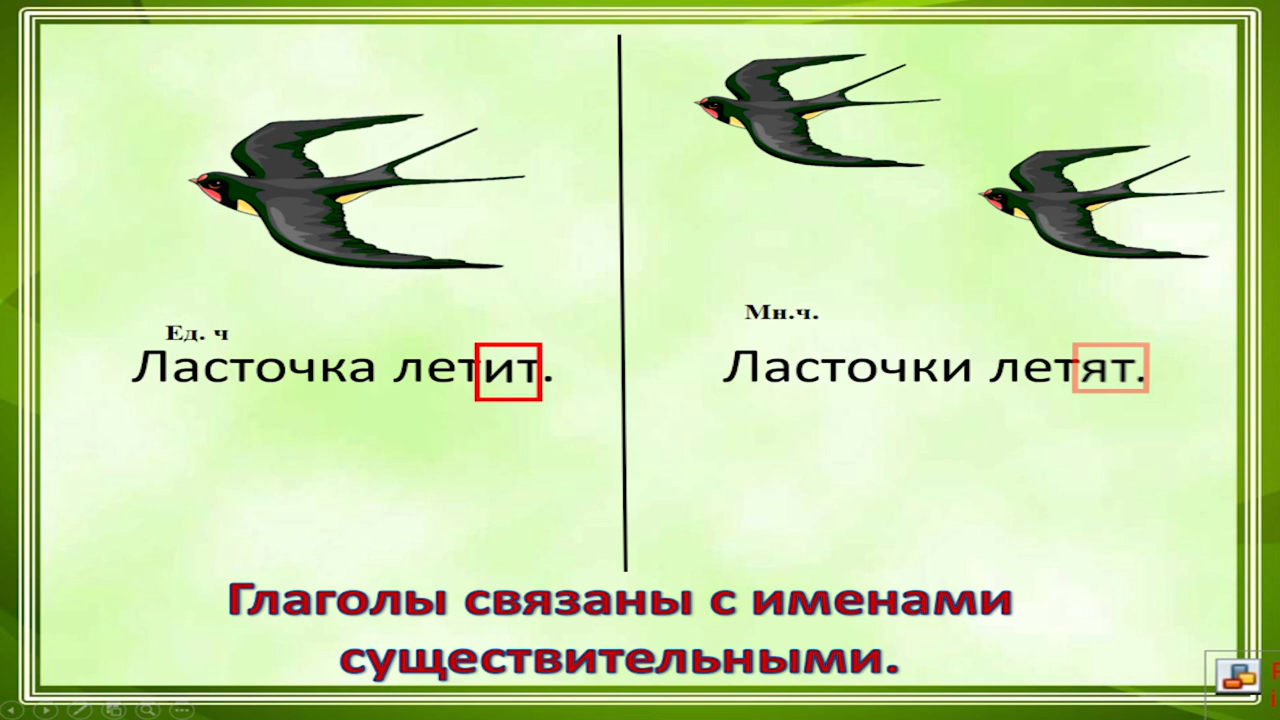 Ед. ч
Ласточка летит.
Мн.ч.
Ласточки летят.
Глаголы связаны с именами
существительными.